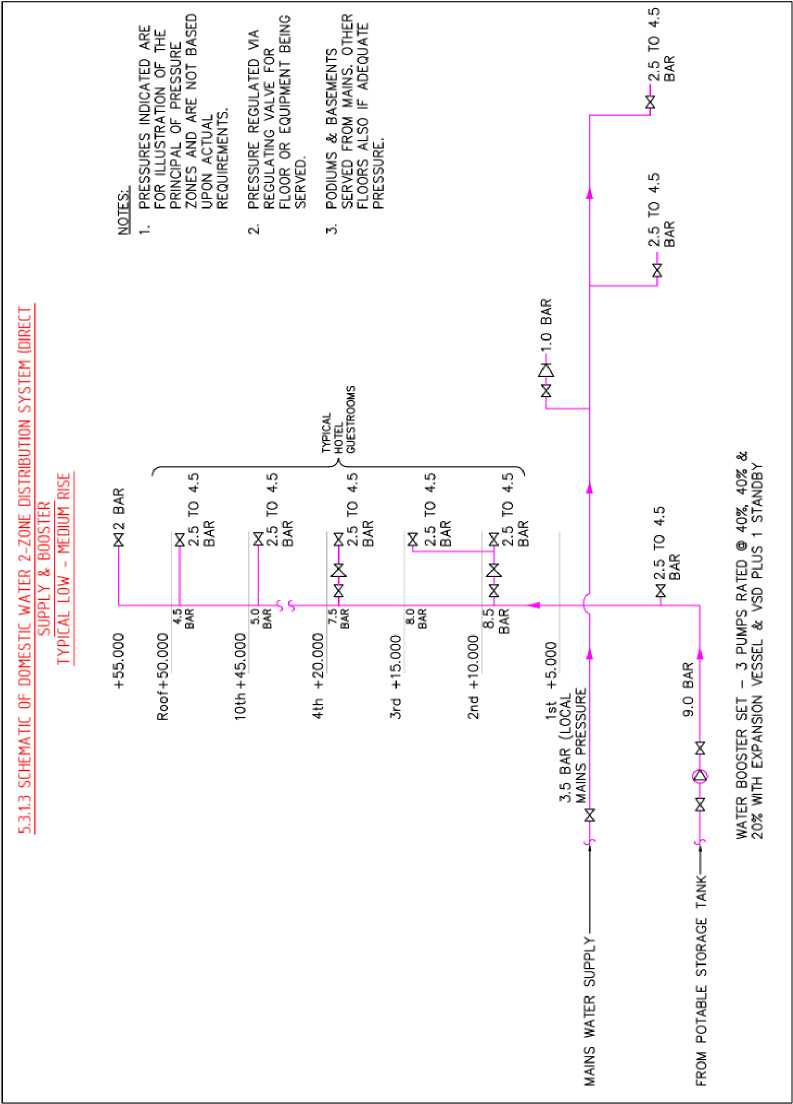 5.3.1.3 SCHEMATIC OF DOMESTIC WATER 2-ZONE DISTRIBUTION SYSTEM (DIRECT
SUPPLY & BOOSTER
TYPICAL LOW - MEDIUM RISE
NOTES:
1. PRESSURES INDICATED ARE
FOR ILLUSTRATION OF THE
PRINCIPAL OF PRESSURE
ZONES AND ARE NOT BASED
UPON ACTUAL
REQUIREMENTS.
2. PRESSURE REGULATED VIA
REGULATING VALVE FOR
FLOOR OR EQUIPMENT BEING
SERVED.
3. PODIUMS & BASEMENTS
SERVED FROM MAINS. OTHER
FLOORS ALSO IF ADEQUATE
PRESSURE.
+55.000
2 BAR
Roof +50.000
4.5
BAR
2.5 TO 4.5
BAR
10th +45.000
5.0
BAR
2.5 TO 4.5
BAR
4th +20.000
7.5
BAR
2.5 TO 4.5
BAR
TYPICAL
HOTEL
GUESTROOMS
3rd +15.000
8.0
BAR
2.5 TO 4.5
BAR
2nd +10.000
8.5
BAR
2.5 TO 4.5
BAR
1st +5.000
3.5 BAR (LOCAL
MAINS PRESSURE
1.0 BAR
MAINS WATER SUPPLY
2.5 TO 4.5
BAR
2.5 TO 4.5
BAR
2.5 TO 4.5
BAR
9.0 BAR
FROM POTABLE STORAGE TANK
WATER BOOSTER SET - 3 PUMPS RATED @ 40%, 40% &
20% WITH EXPANSION VESSEL & VSD PLUS 1 STANDBY